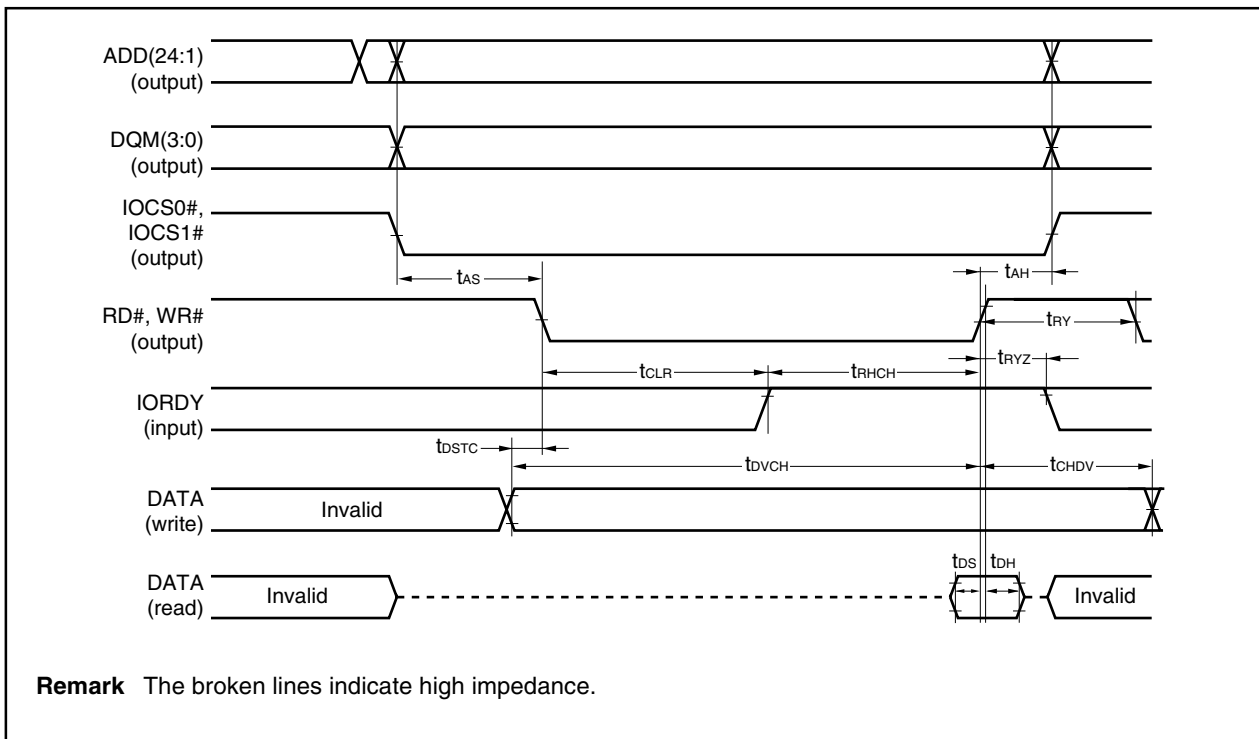 ADD(24:1)
(output)
DQM(3:0)
(output)
IOCS0#,
IOCS1#
(output)
tAS
tAH
RD#, WR#
(output)
tRY
tRYZ
tCLR
tRHCH
IORDY
(input)
tDSTC
tDVCH
tCHDV
DATA
(write)
Invalid
tDS
tDH
DATA
(read)
Invalid
Invalid
Remark The broken lines indicate high impedance.